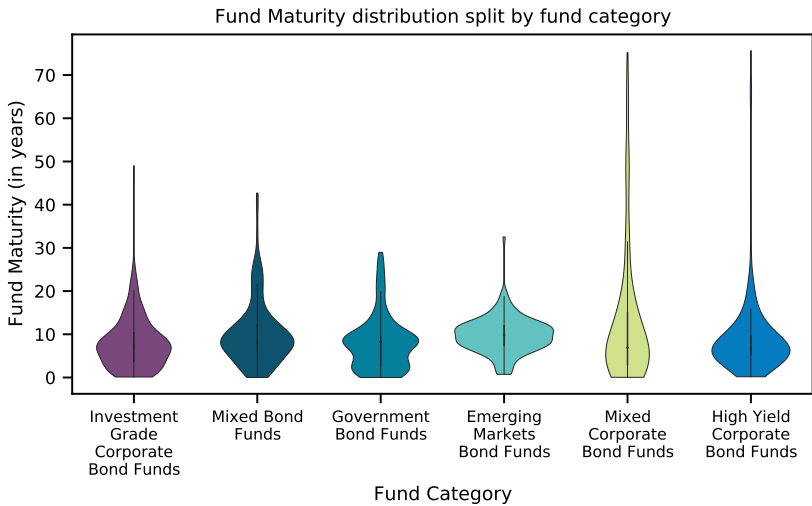 Fund Maturity distribution split by fund category
Fund Maturity (in years)
70
60
50
40
30
20
10
0
Investment
Grade
Corporate
Bond Funds
Mixed Bond
Funds
Government
Bond Funds
Emerging
Markets
Bond Funds
Mixed
Corporate
Bond Funds
High Yield
Corporate
Bond Funds
Fund Category